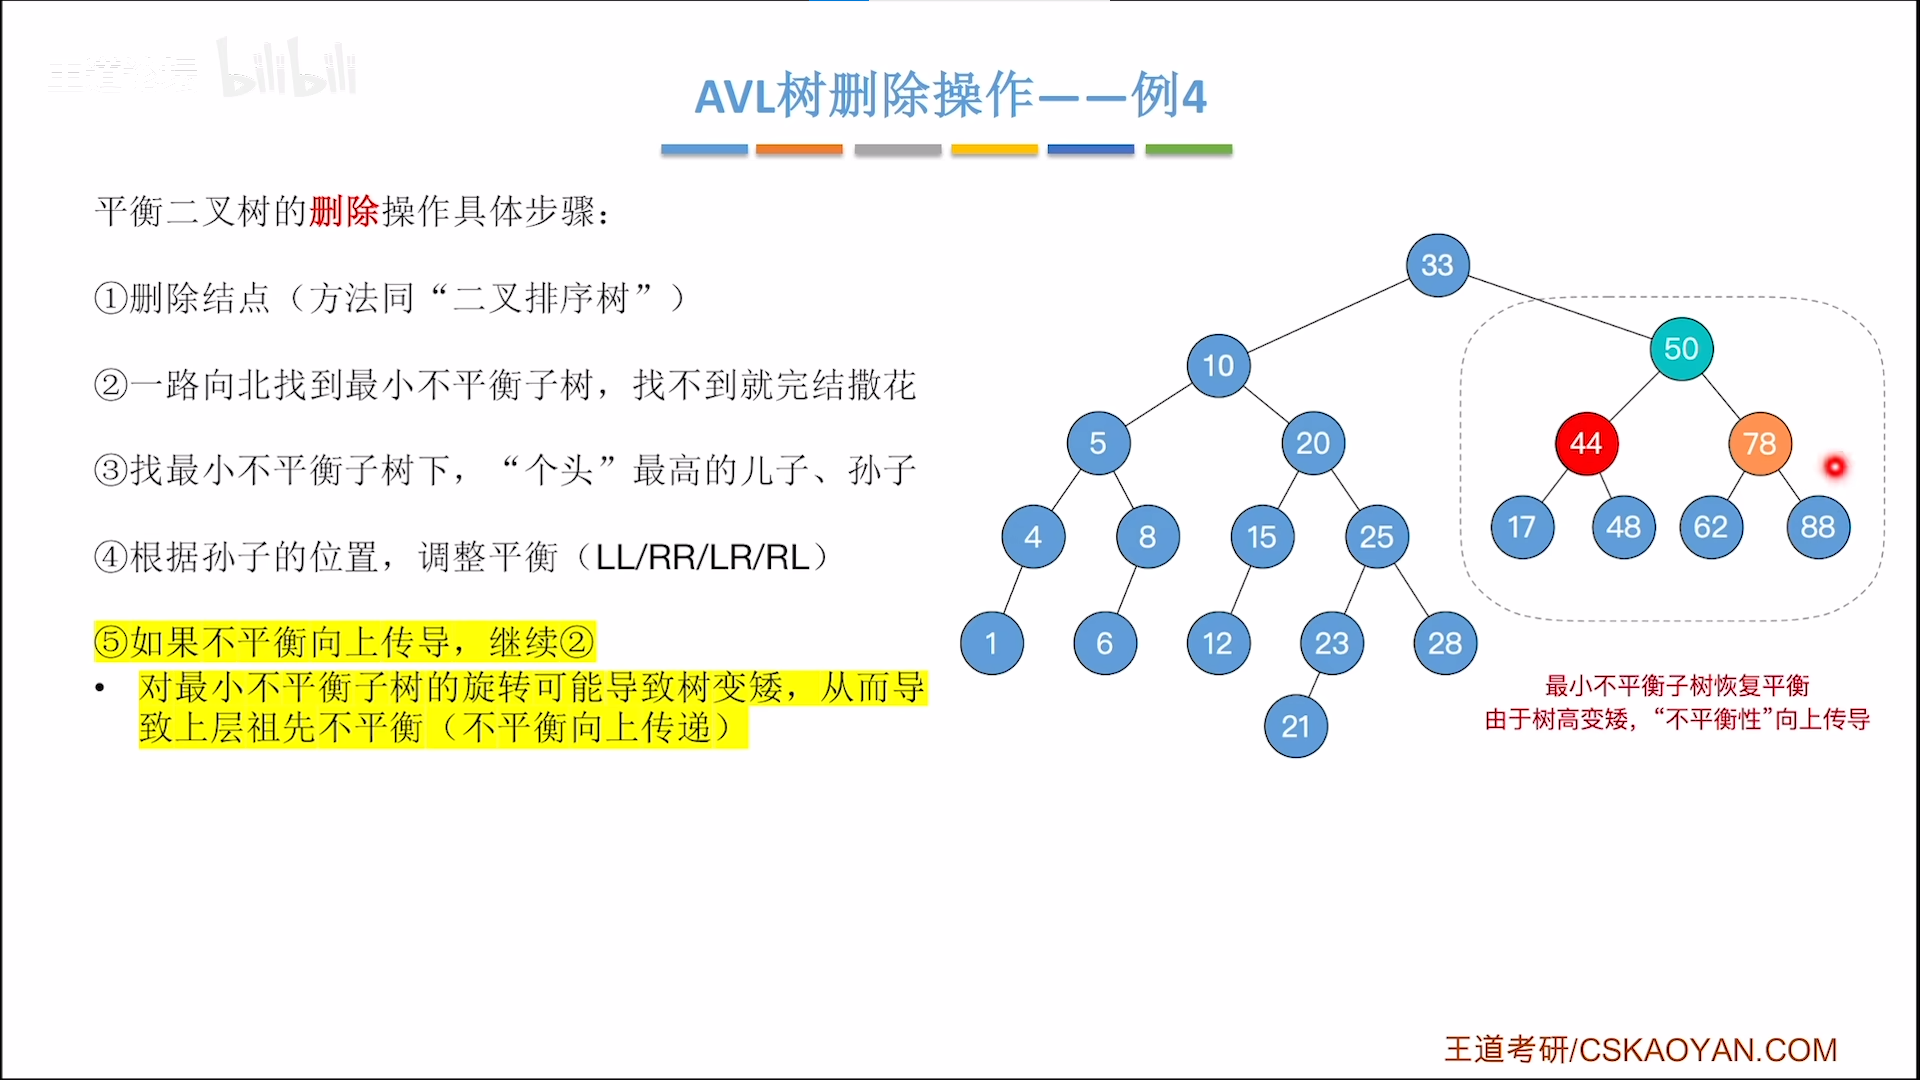 王道论坛 bilibili
AVL树删除操作——例4
平衡二叉树的删除操作具体步骤：
①删除结点（方法同“二叉排序树”）
②一路向北找到最小不平衡子树，找不到就完结撒花
③找最小不平衡子树下，“个头”最高的儿子、孙子
④根据孙子的位置，调整平衡（LL/RR/LR/RL）
⑤如果不平衡向上传导，继续②
• 对最小不平衡子树的旋转可能导致树变矮，从而导
致上层祖先不平衡（不平衡向上传递）
33
50
10
5
20
44
78
4
8
15
25
17
48
62
88
1
6
12
23
28
21
最小不平衡子树恢复平衡
由于树高变矮，“不平衡性”向上传导
王道考研/CSKAOYAN.COM